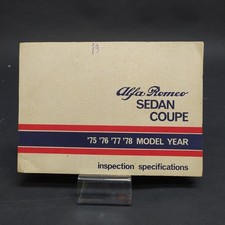 Alfa Romeo
SEDAN
COUPE
'75 '76 '77 '78 MODEL YEAR
inspection specifications